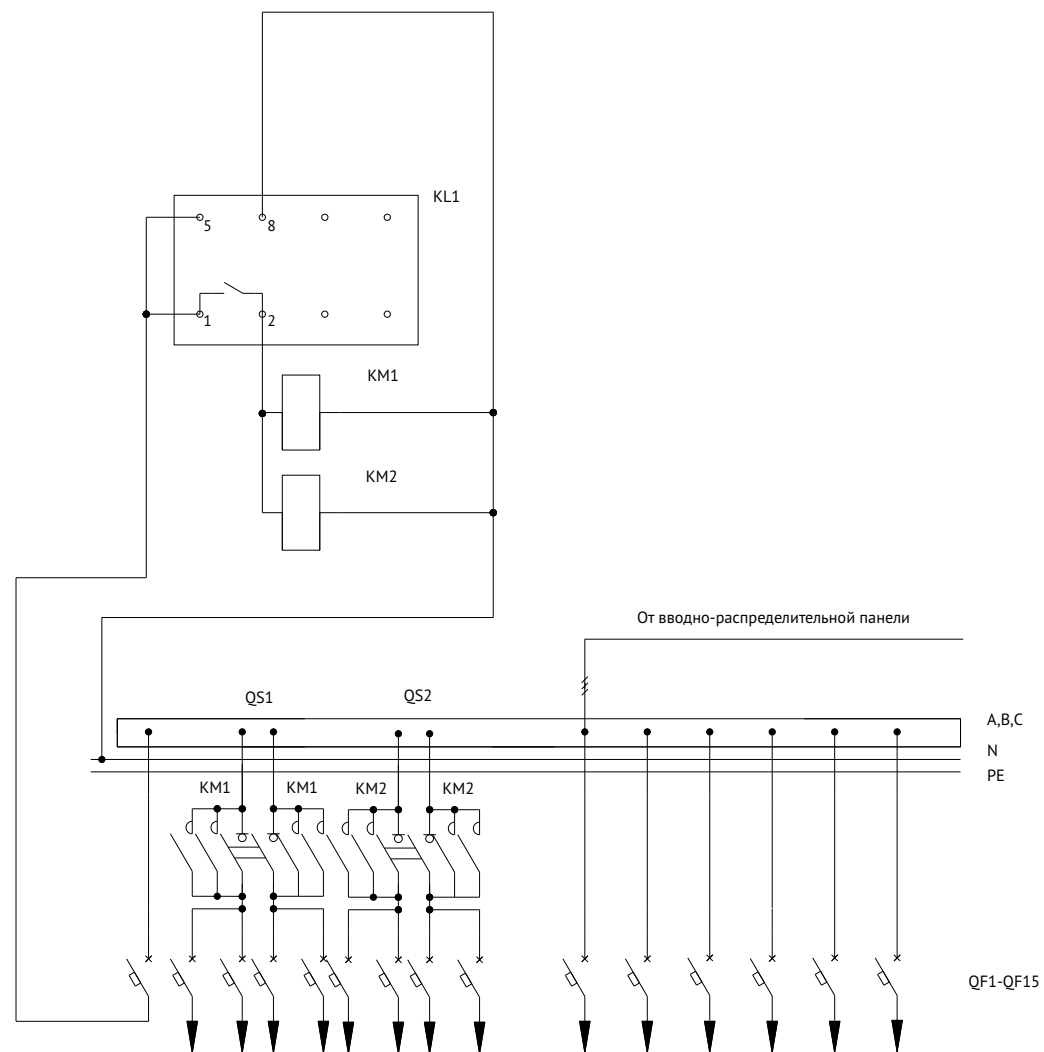 KL1
5
8
1
2
KM1
KM2
От вводно-распределительной панели
QS1
QS2
A,B,C
N
PE
KM1
KM1
KM2
KM2
QF1-QF15